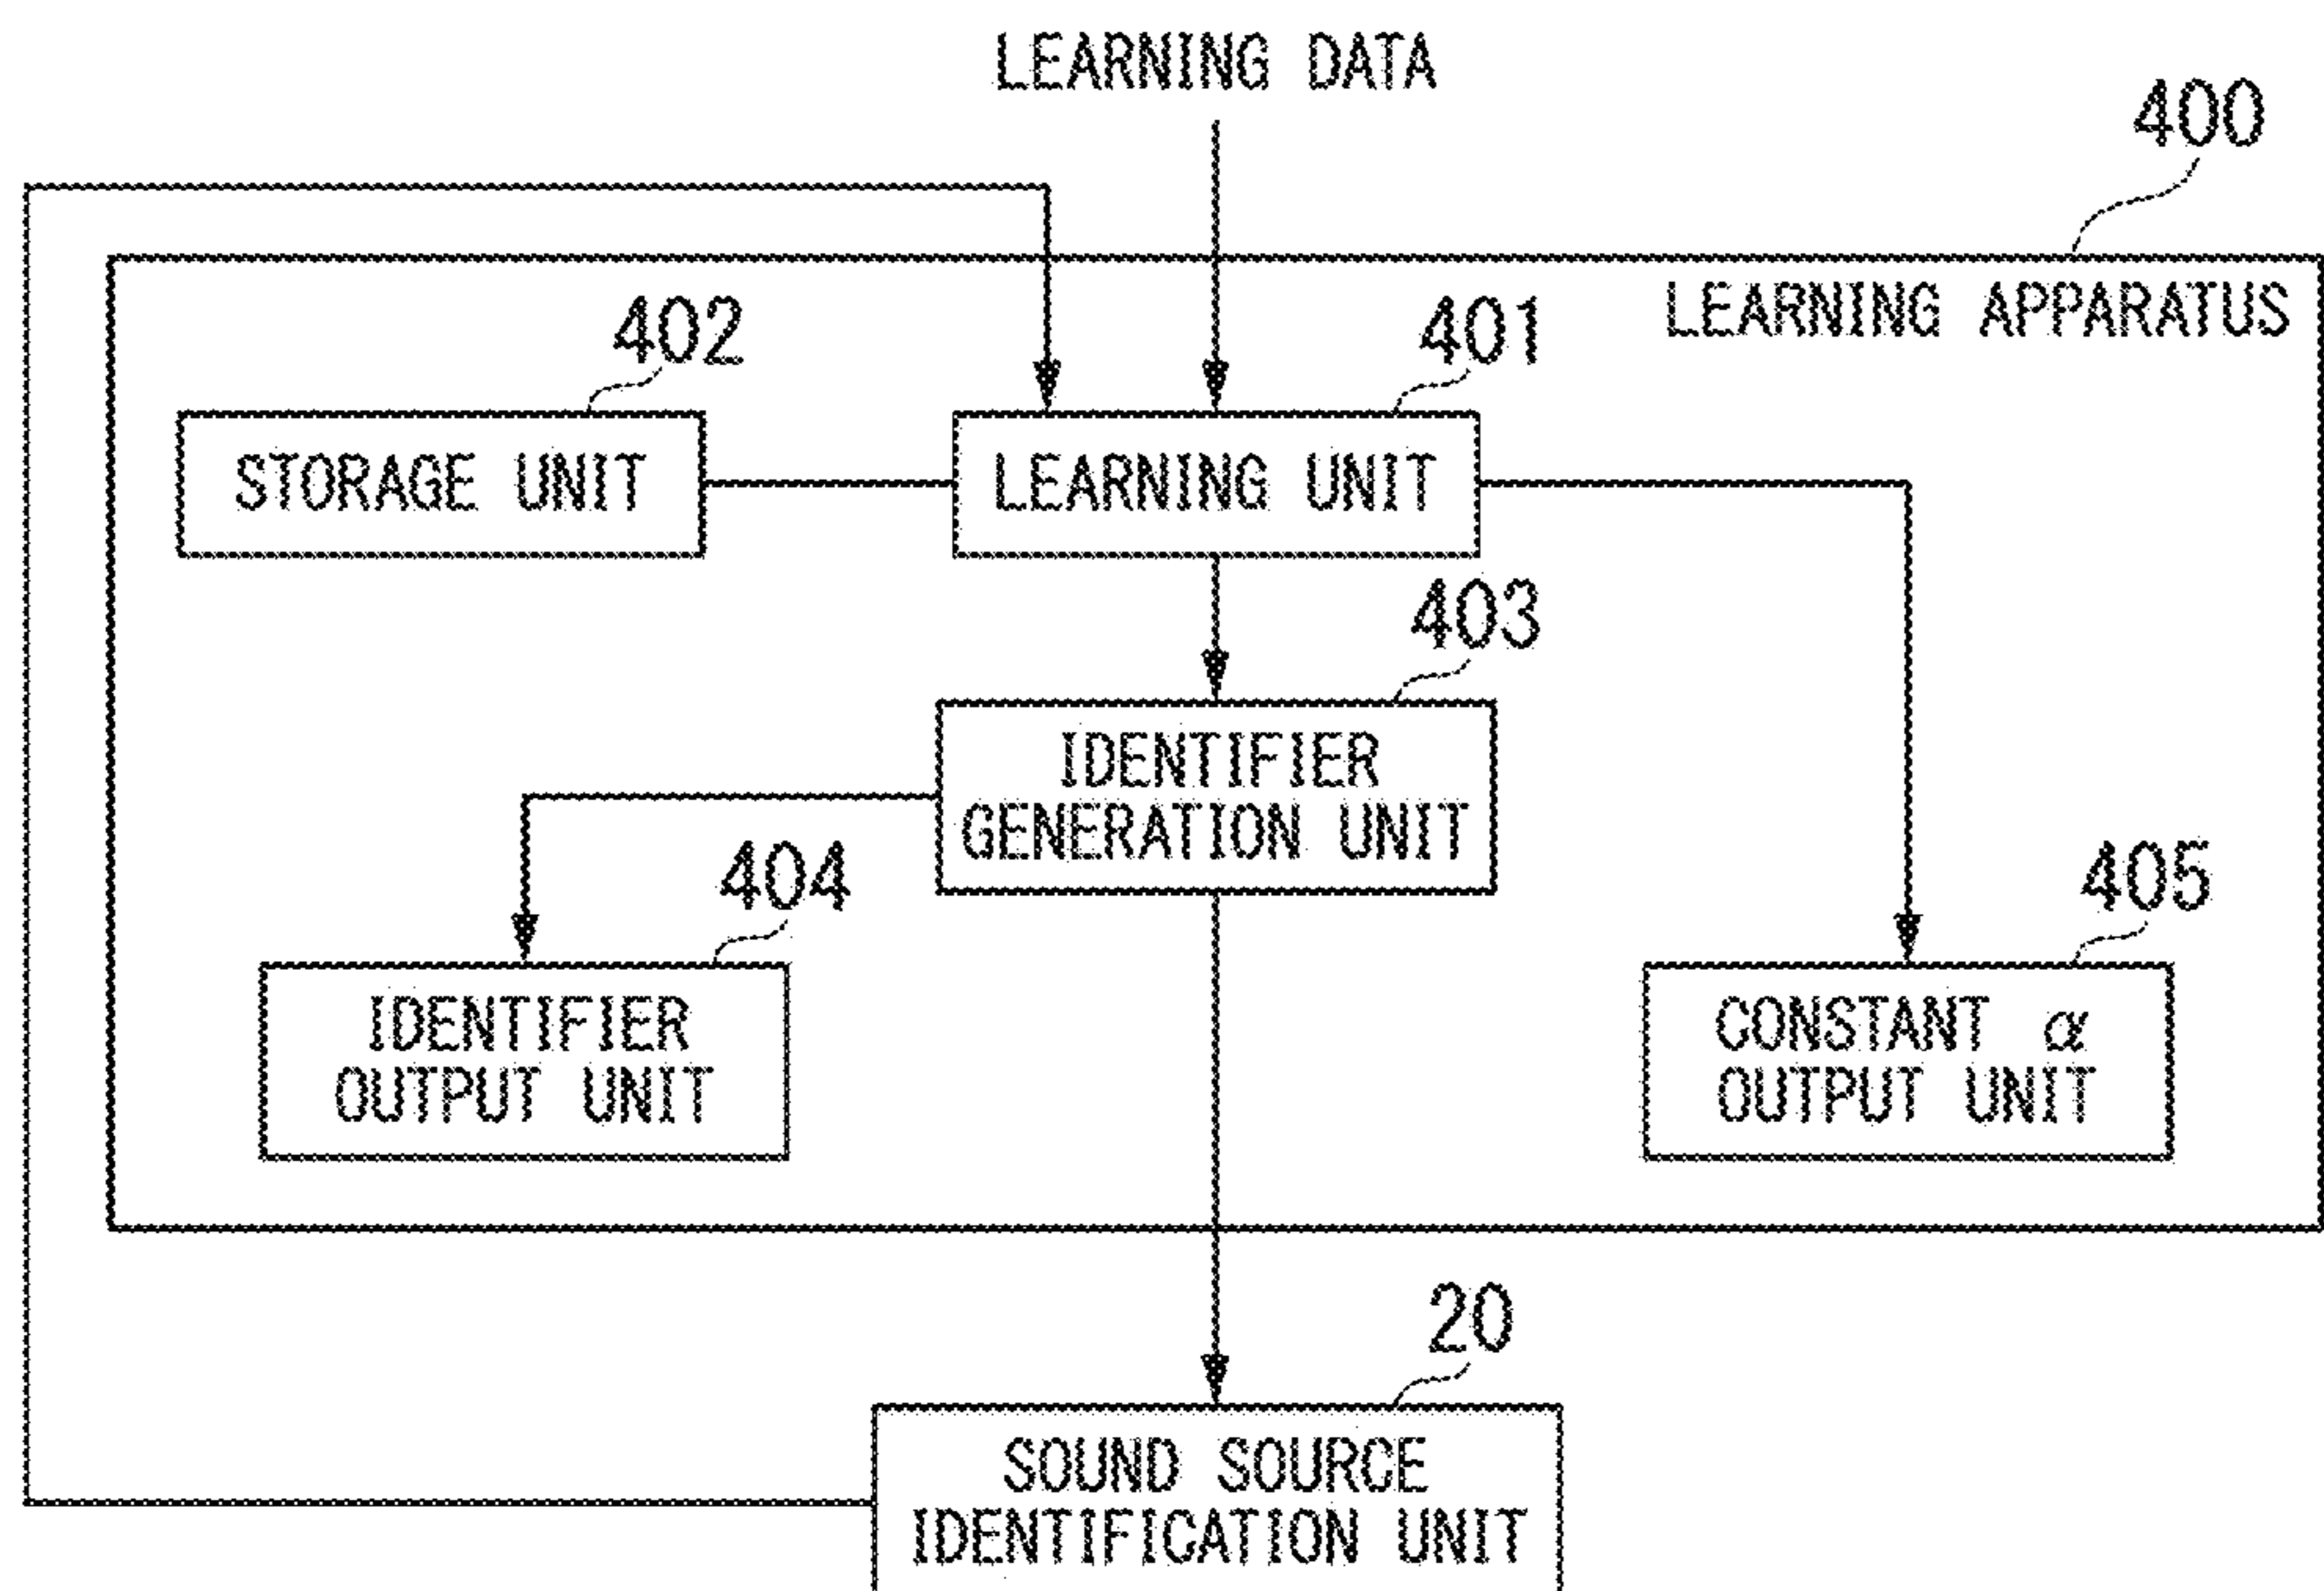 LEARNING DATA
400
LEARNING APPARATUS
402
401
STORAGE UNIT
LEARNING UNIT
403
IDENTIFIER
GENERATION UNIT
404
405
IDENTIFIER
OUTPUT UNIT
CONSTANT α
OUTPUT UNIT
20
SOUND SOURCE
IDENTIFICATION UNIT